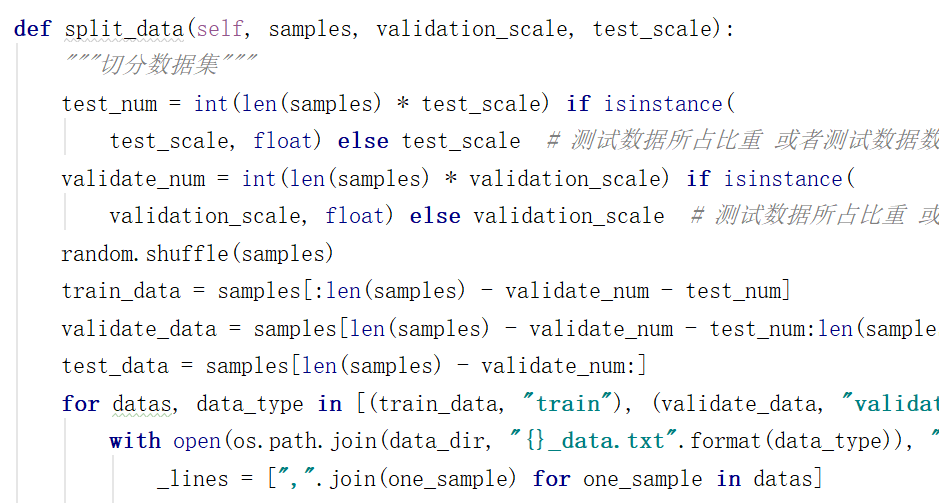 def split_data(self, samples, validation_scale, test_scale):
"""切分数据集"""
test_num = int(len(samples) * test_scale) if isinstance(
test_scale, float) else test_scale  # 测试数据所占比重 或者测试数据数
validate_num = int(len(samples) * validation_scale) if isinstance(
validation_scale, float) else validation_scale  # 测试数据所占比重 或
random.shuffle(samples)
train_data = samples[:len(samples) - validate_num - test_num]
validate_data = samples[len(samples) - validate_num - test_num:len(sample
test_data = samples[len(samples) - validate_num:]
for datas, data_type in [(train_data, "train"), (validate_data, "validat
with open(os.path.join(data_dir, "{}_data.txt".format(data_type)), "
_lines = [",".join(one_sample) for one_sample in datas]